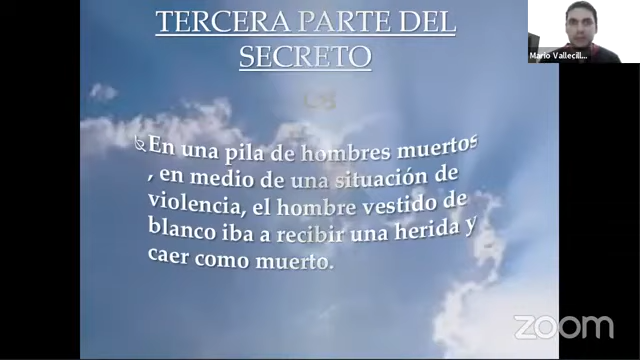 TERCERA PARTE DEL
SECRETO
En una pila de hombres muertos
, en medio de una situación de
violencia, el hombre vestido de
blanco iba a recibir una herida y
caer como muerto.
Mario Vallecill...
zoom